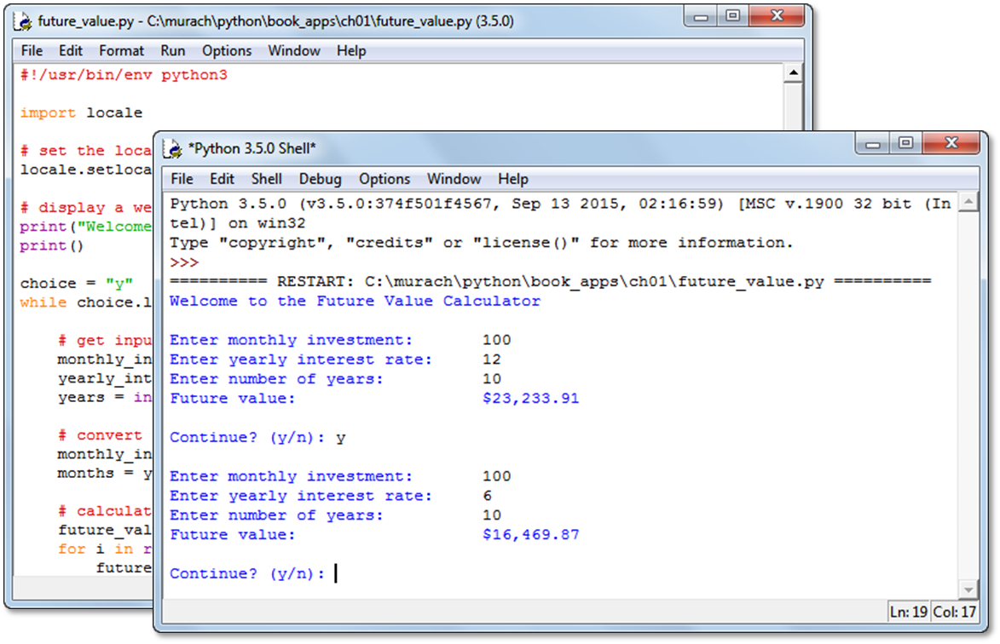 future_value.py - C:\murach\python\book_apps\ch01\future_value.py (3.5.0)
File Edit Format Run Options Window Help
#!/usr/bin/env python3
import locale
# set the loca
locale.setloca
# display a we
print("Welcome
print()
choice = "y"
while choice.l
# get inpu
monthly_in
yearly_int
years = in
# convert
monthly_in
months = y
# calculat
future_val
for i in r
future
*Python 3.5.0 Shell*
File Edit Shell Debug Options Window Help
Python 3.5.0 (v3.5.0:374f501f4567, Sep 13 2015, 02:16:59) [MSC v.1900 32 bit (In
tel)] on win32
Type "copyright", "credits" or "license()" for more information.
>>>
========== RESTART: C:\murach\python\book_apps\ch01\future_value.py ==========
Welcome to the Future Value Calculator
Enter monthly investment: 100
Enter yearly interest rate: 12
Enter number of years: 10
Future value: $23,233.91
Continue? (y/n): y
Enter monthly investment: 100
Enter yearly interest rate: 6
Enter number of years: 10
Future value: $16,469.87
Continue? (y/n):
Ln: 19 Col: 17